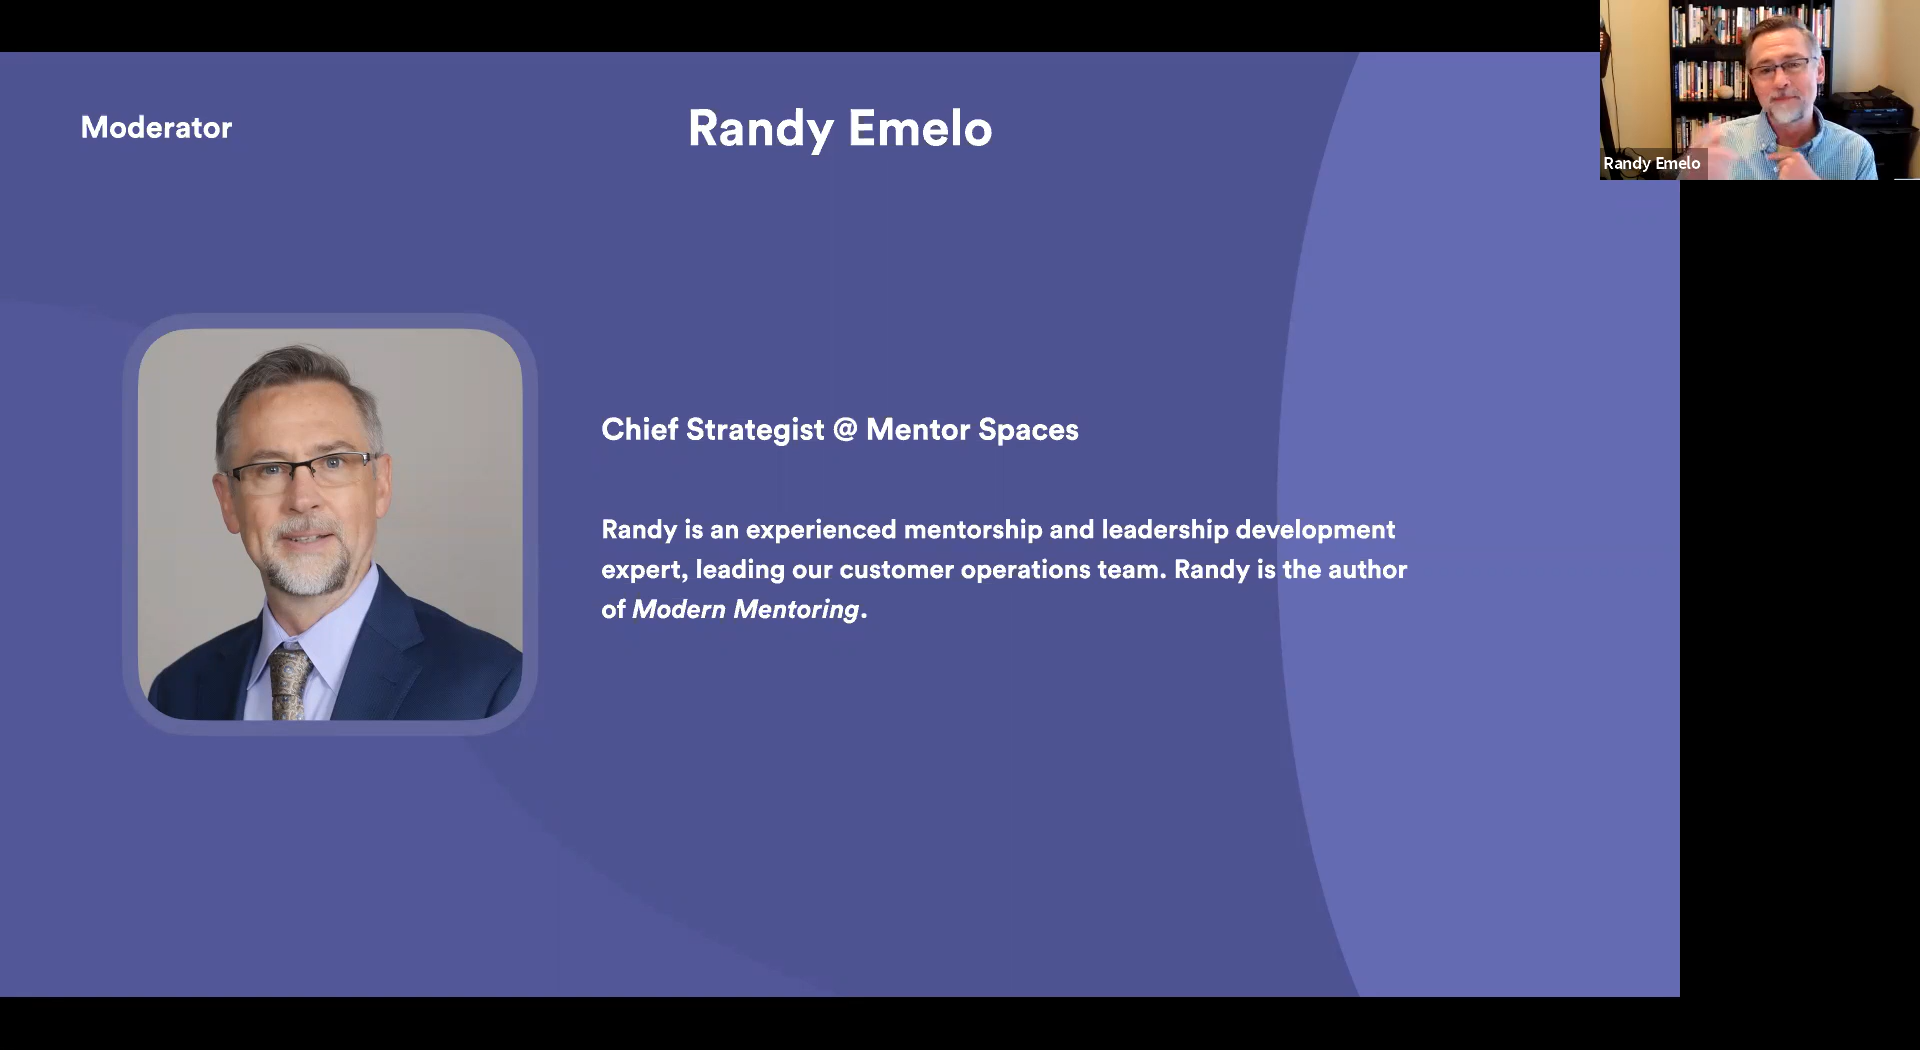 Moderator
Randy Emelo
Randy Emelo
Chief Strategist @ Mentor Spaces
Randy is an experienced mentorship and leadership development
expert, leading our customer operations team. Randy is the author
of Modern Mentoring.